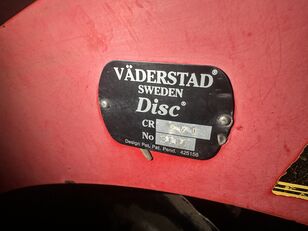 VÄDERSTAD®
SWEDEN
Disc®
CR
No
Design Pat. Pat. Pend. 425158